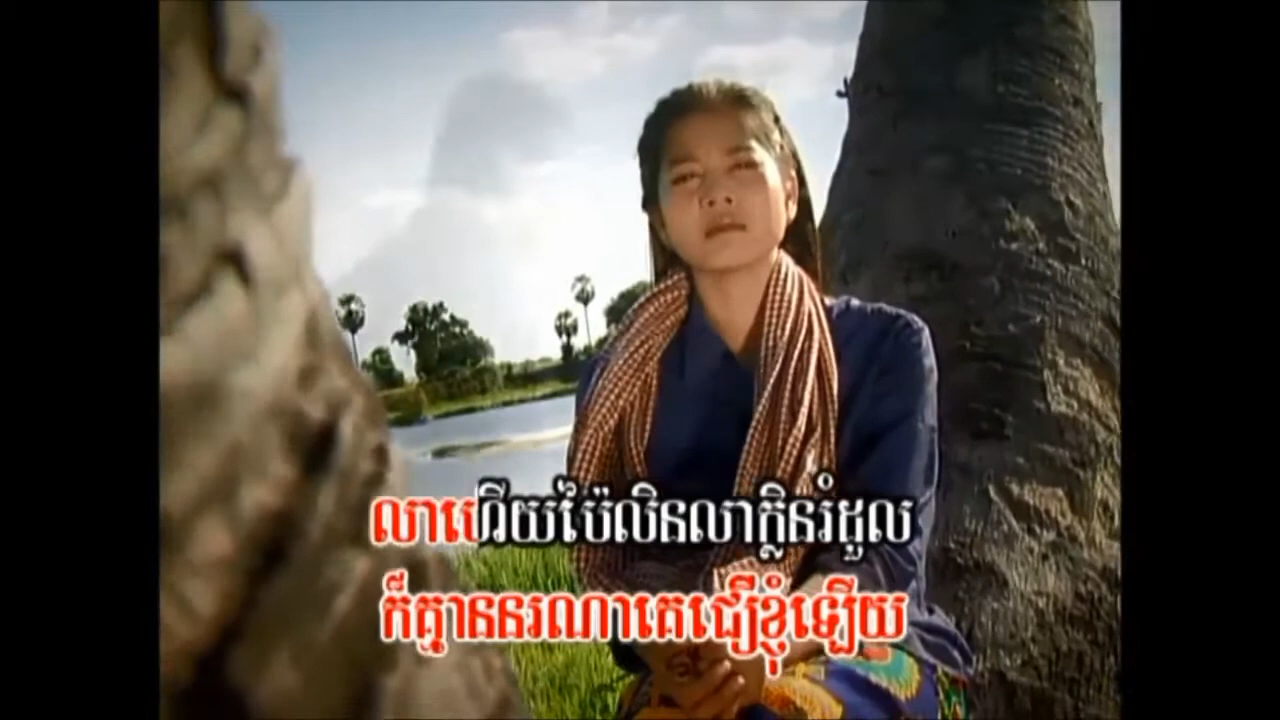 លាហើយប៉ៃលិនលាក្លិនរំដួល
ក៏គ្មាននរណាគេជឿខ្ញុំឡើយ